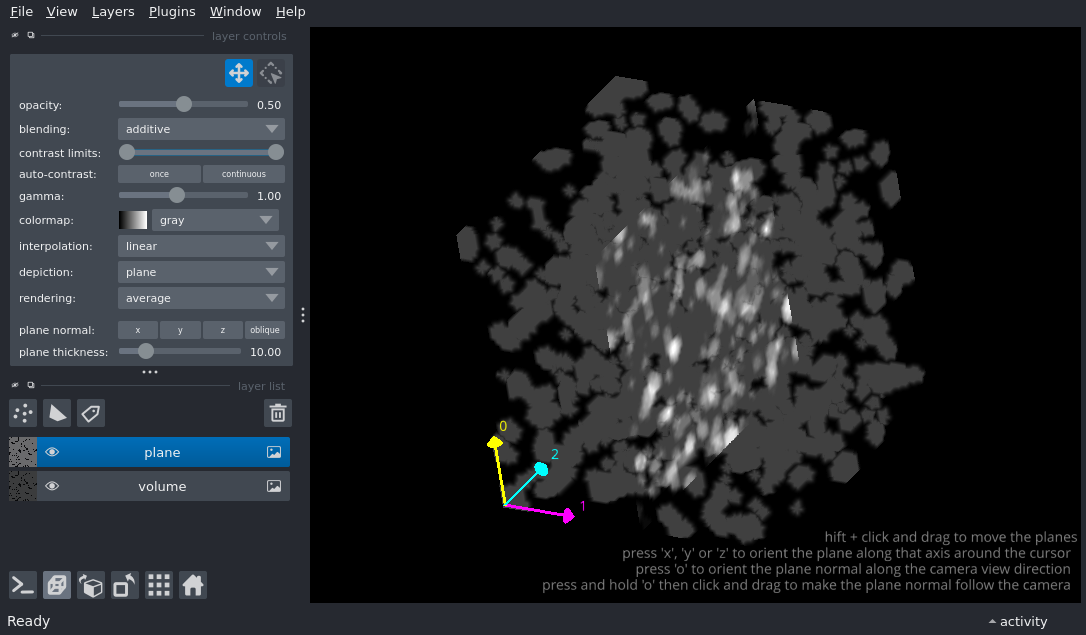 File View Layers Plugins Window Help
layer controls
opacity: 0.50
blending: additive
contrast limits:
auto-contrast: once continuous
gamma: 1.00
colormap: gray
interpolation: linear
depiction: plane
rendering: average
plane normal: x y z oblique
plane thickness: 10.00
layer list
plane
volume
0
2
1
hift + click and drag to move the planes
press 'x', 'y' or 'z' to orient the plane along that axis around the cursor
press 'o' to orient the plane normal along the camera view direction
press and hold 'o' then click and drag to make the plane normal follow the camera
Ready activity